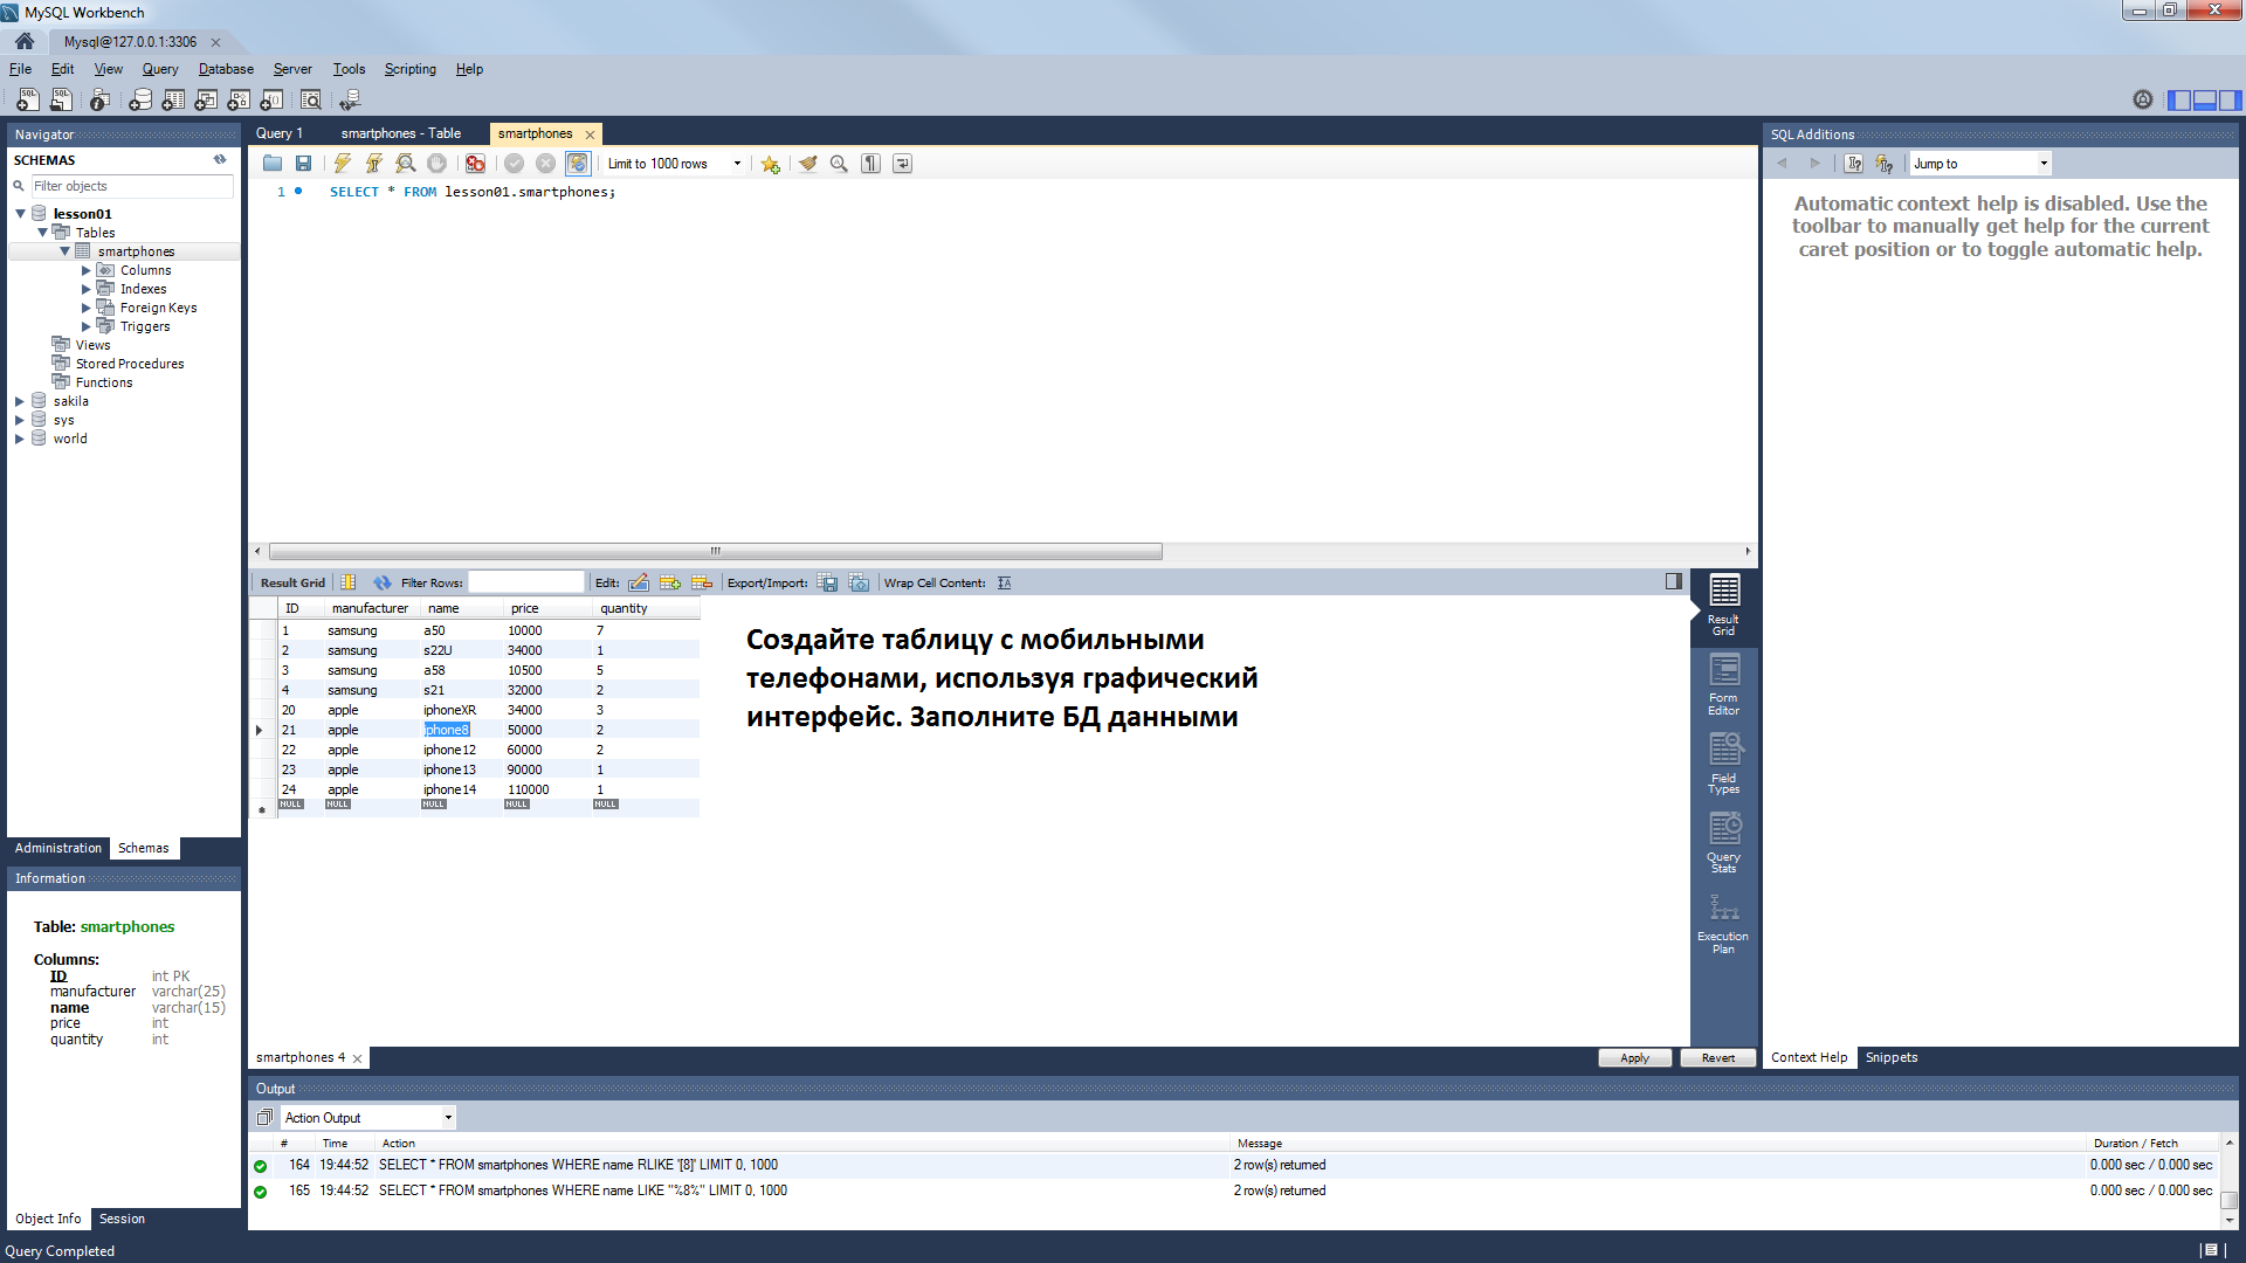 MySQL Workbench
Mysql@127.0.0.1:3306
File Edit View Query Database Server Tools Scripting Help
Navigator
SCHEMAS
Filter objects
lesson01
Tables
smartphones
Columns
Indexes
Foreign Keys
Triggers
Views
Stored Procedures
Functions
sakila
sys
world
Administration Schemas
Information
Table: smartphones
Columns:
ID int PK
manufacturer varchar(25)
name varchar(15)
price int
quantity int
Object Info Session
Query 1 smartphones - Table smartphones
Limit to 1000 rows
1 SELECT * FROM lesson01.smartphones;
Result Grid Filter Rows: Edit: Export/Import: Wrap Cell Content:
ID manufacturer name price quantity
1 samsung a50 10000 7
2 samsung s22U 34000 1
3 samsung a58 10500 5
4 samsung s21 32000 2
20 apple iphoneXR 34000 3
21 apple iphone8 50000 2
22 apple iphone12 60000 2
23 apple iphone13 90000 1
24 apple iphone14 110000 1
NULL NULL NULL NULL NULL
Создайте таблицу с мобильными
телефонами, используя графический
интерфейс. Заполните БД данными
Result
Grid
Form
Editor
Field
Types
Query
Stats
Execution
Plan
smartphones 4
Apply Revert
SQL Additions
Jump to
Automatic context help is disabled. Use the
toolbar to manually get help for the current
caret position or to toggle automatic help.
Context Help Snippets
Output
Action Output
# Time Action Message Duration / Fetch
164 19:44:52 SELECT * FROM smartphones WHERE name RLIKE '[8]' LIMIT 0, 1000 2 row(s) returned 0.000 sec / 0.000 sec
165 19:44:52 SELECT * FROM smartphones WHERE name LIKE "%8%" LIMIT 0, 1000 2 row(s) returned 0.000 sec / 0.000 sec
Query Completed